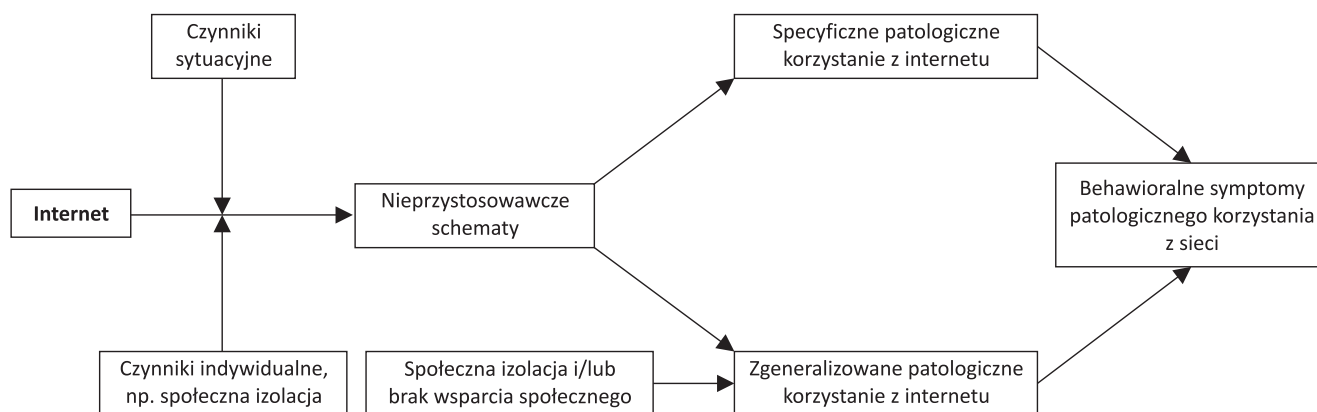 Czynniki
sytuacyjne
Specyficzne patologiczne
korzystanie z internetu
Internet
Nieprzystosowawcze
schematy
Behawioralne symptomy
patologicznego korzystania
z sieci
Czynniki indywidualne,
np. społeczna izolacja
Społeczna izolacja i/lub
brak wsparcia społecznego
Zgeneralizowane patologiczne
korzystanie z internetu